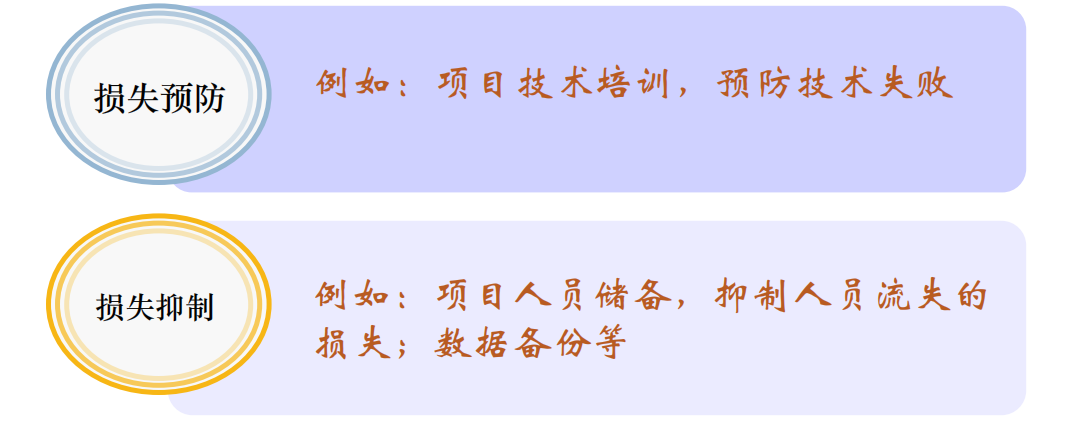 损失预防
例如：项目技术培训，预防技术失败
损失抑制
例如：项目人员储备，抑制人员流失的
损失；数据备份等